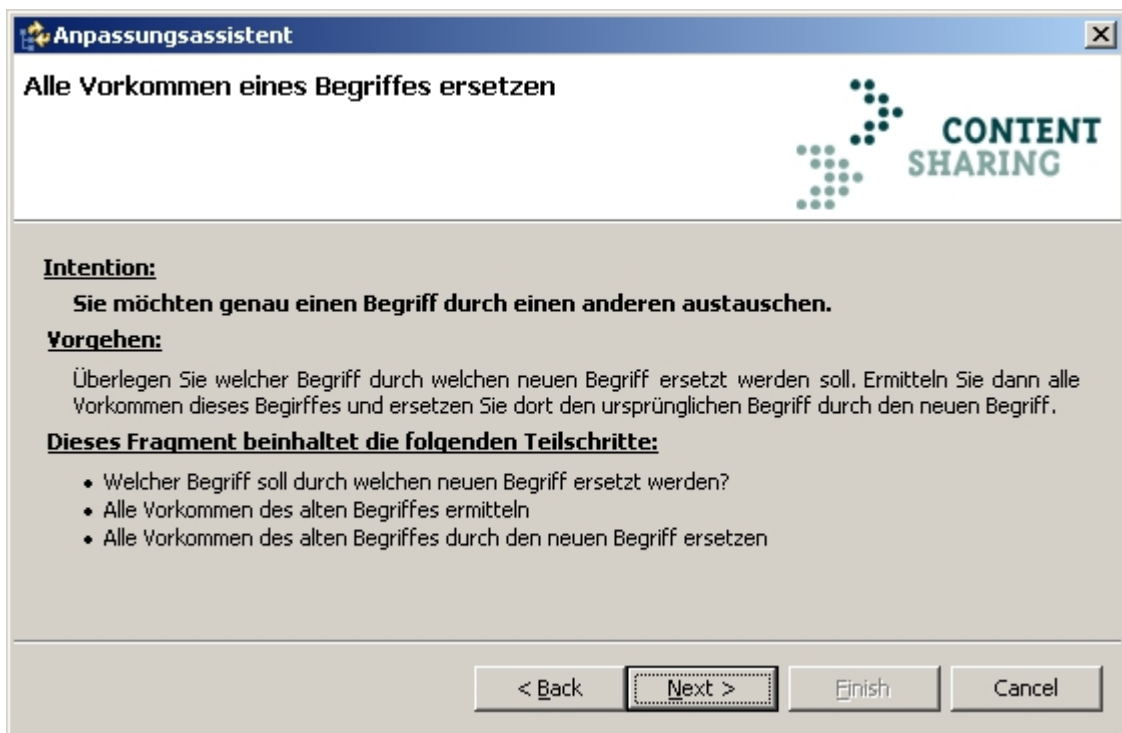 Anpassungsassistent
Alle Vorkommen eines Begriffes ersetzen
CONTENT
SHARING
Intention:
Sie möchten genau einen Begriff durch einen anderen austauschen.
Vorgehen:
Überlegen Sie welcher Begriff durch welchen neuen Begriff ersetzt werden soll. Ermitteln Sie dann alle
Vorkommen dieses Begirffes und ersetzen Sie dort den ursprünglichen Begriff durch den neuen Begriff.
Dieses Fragment beinhaltet die folgenden Teilschritte:
• Welcher Begriff soll durch welchen neuen Begriff ersetzt werden?
• Alle Vorkommen des alten Begriffes ermitteln
• Alle Vorkommen des alten Begriffes durch den neuen Begriff ersetzen
< Back Next > Finish Cancel